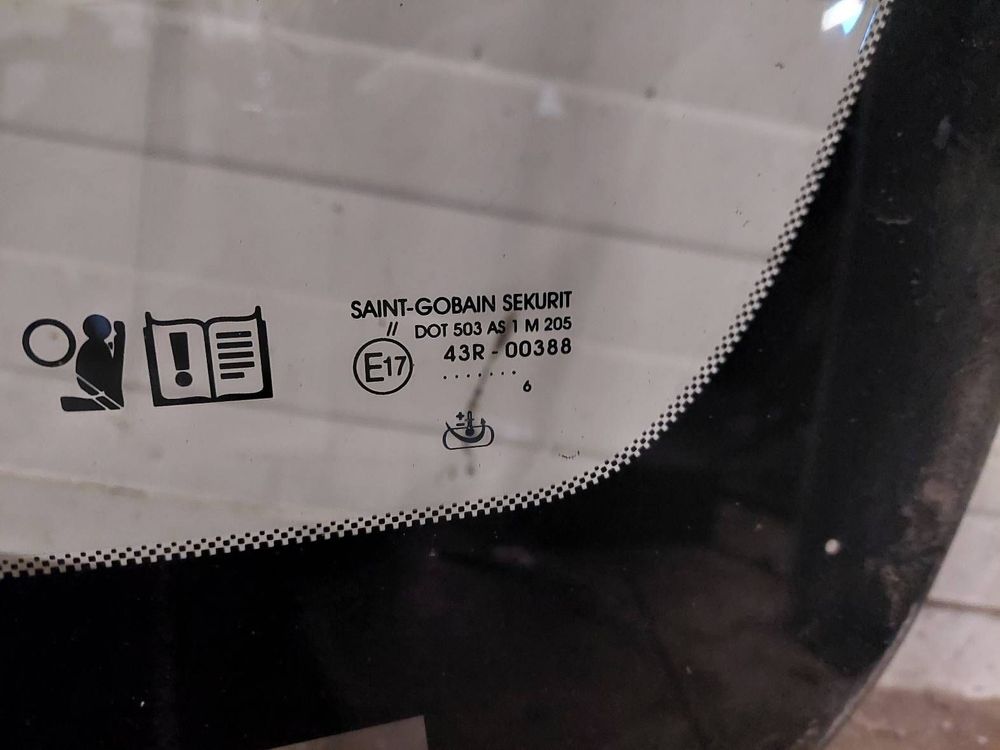 SAINT-GOBAIN SEKURIT
// DOT 503 AS 1 M 205
E17 43R - 00388
....... 6